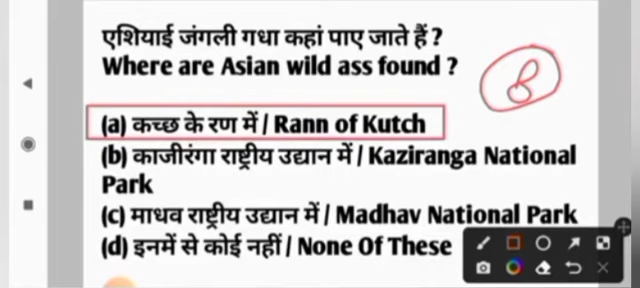 एशियाई जंगली गधा कहां पाए जाते हैं ?
Where are Asian wild ass found ?
(a) कच्छ के रण में / Rann of Kutch
(b) काजीरंगा राष्ट्रीय उद्यान में / Kaziranga National
Park
(c) माधव राष्ट्रीय उद्यान में / Madhav National Park
(d) इनमें से कोई नहीं / None Of These